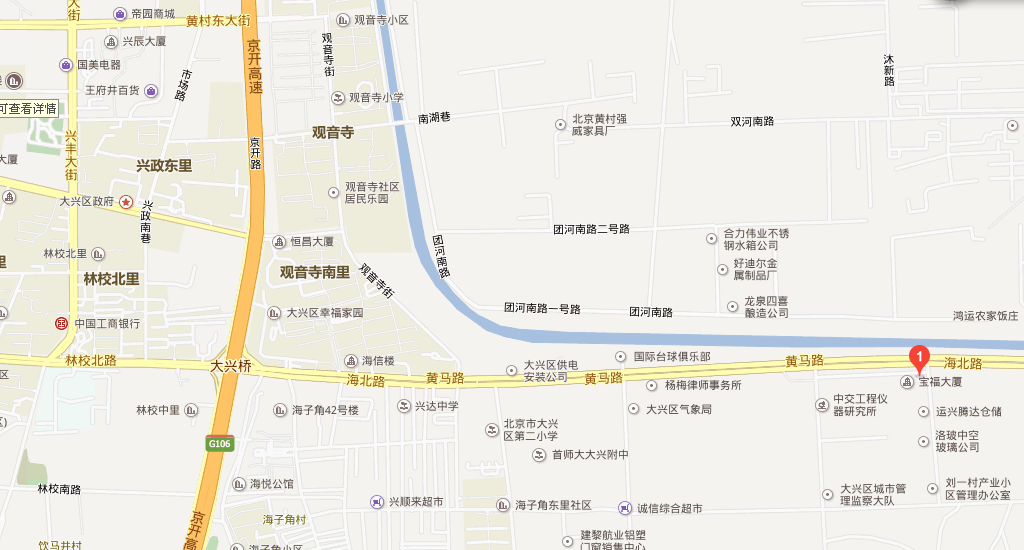 大街
帝园商城
黄村东大街
观音寺小区
兴辰大厦
京开高速
观音寺街
国美电器
市场路
沐新路
王府井百货
观音寺小学
可查看详情
南湖巷
北京黄村强
威家具厂
双河南路
观音寺
兴丰大街
京开路
大厦
兴政东里
观音寺社区
居民乐园
大兴区政府
兴政南巷
团河南路二号路
合力伟业不锈
钢水箱公司
恒昌大厦
团河南路
林校北里
好迪尔金
属制品厂
里
林校北里
观音寺南里
观音寺街
龙泉四喜
酿造公司
大兴区幸福家园
团河南路一号路
团河南路
鸿运农家饭庄
中国工商银行
林校北路
大兴桥
海信楼
大兴区供电
安装公司
国际台球俱乐部
黄马路
1
海北路
海北路
黄马路
黄马路
杨梅律师事务所
宝福大厦
区
林校中里
海子角42号楼
兴达中学
大兴区气象局
中交工程仪
器研究所
运兴腾达仓储
北京市大兴
区第二小学
洛玻中空
玻璃公司
G106
首师大大兴附中
林校南路
海悦公馆
兴顺来超市
海子角东里社区
诚信综合超市
大兴区城市管
理监察大队
刘一村产业小
区管理办公室
京开高
海子角村
饮马井村
海子角小区
建黎航业铝塑
门窗销售中心